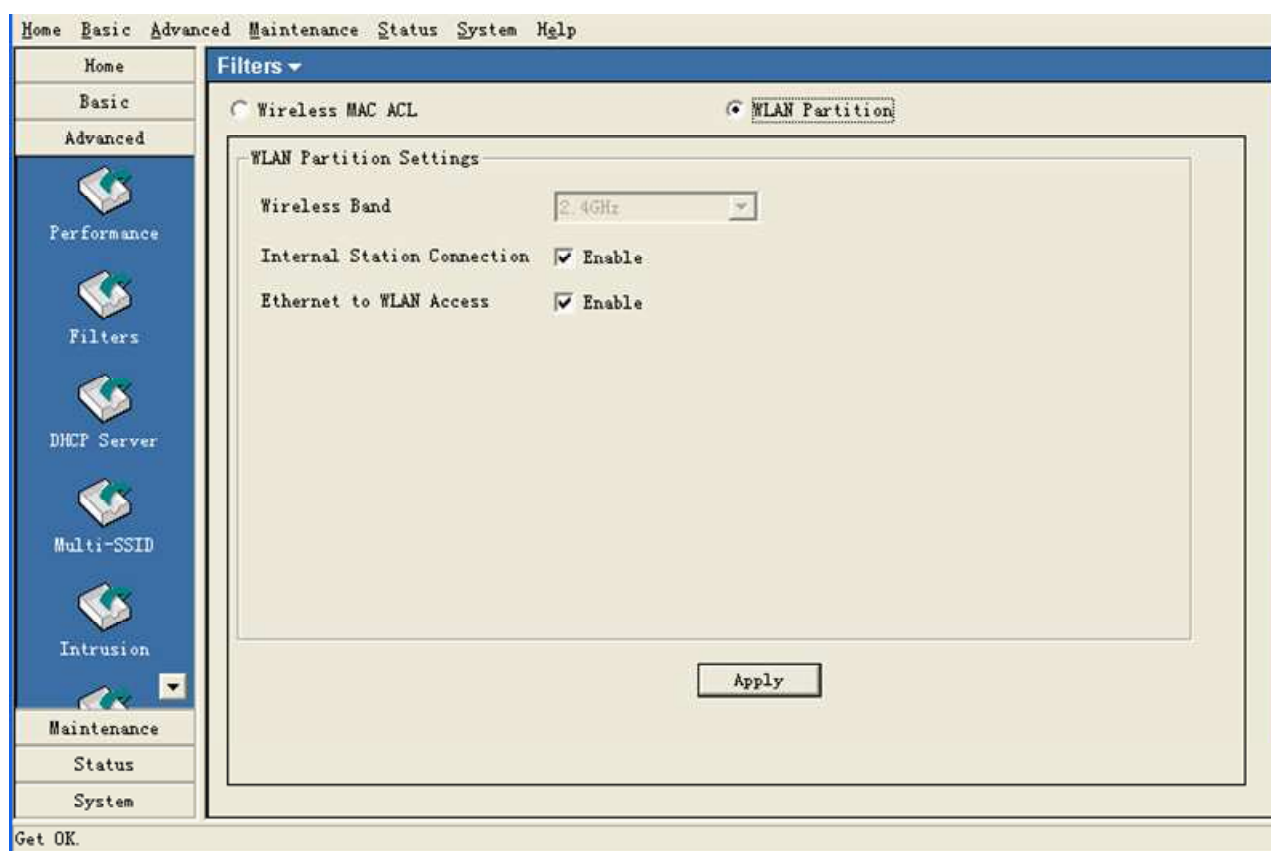 Home Basic Advanced Maintenance Status System Help
Home
Basic
Advanced
Performance
Filters
DHCP Server
Multi-SSID
Intrusion
Maintenance
Status
System
Filters
Wireless MAC ACL WLAN Partition
WLAN Partition Settings
Wireless Band 2.4GHz
Internal Station Connection Enable
Ethernet to WLAN Access Enable
Apply
Get OK.